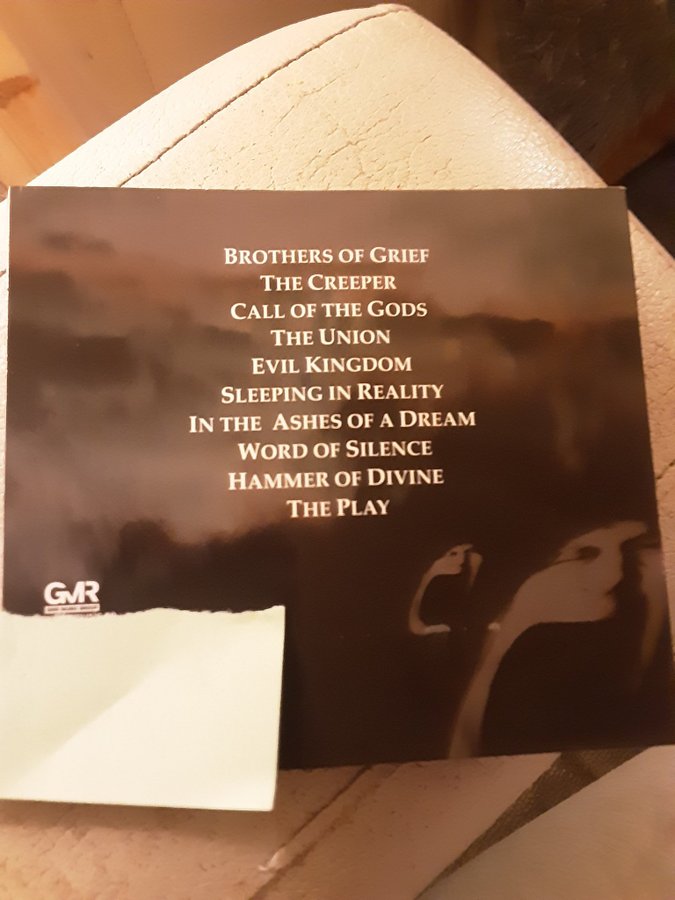 Brothers of Grief
The Creeper
Call of the Gods
The Union
Evil Kingdom
Sleeping in Reality
In the Ashes of a Dream
Word of Silence
Hammer of Divine
The Play
GMR